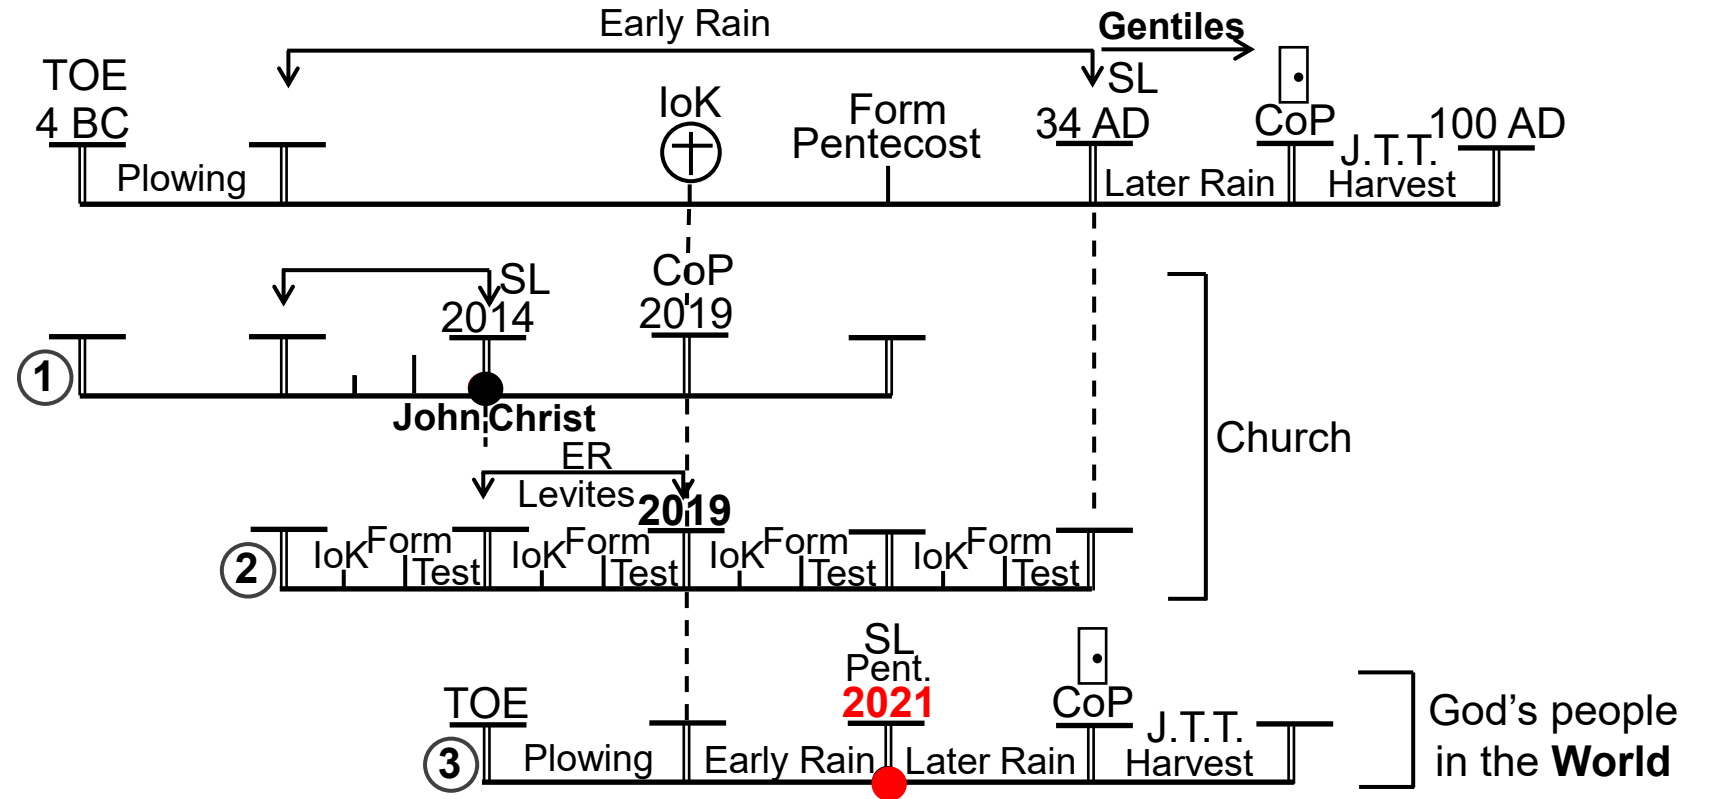 Early Rain
Gentiles
TOE
4 BC
IoK
Form
Pentecost
SL
34 AD
CoP
100 AD
Plowing
Later Rain
J.T.T.
Harvest
SL
2014
CoP
2019
1
John Christ
Church
ER
Levites
2019
2
IoK Form Test IoK Form Test IoK Form Test IoK Form Test
SL
Pent.
2021
TOE
CoP
J.T.T.
3
Plowing
Early Rain
Later Rain
Harvest
God’s people
in the World